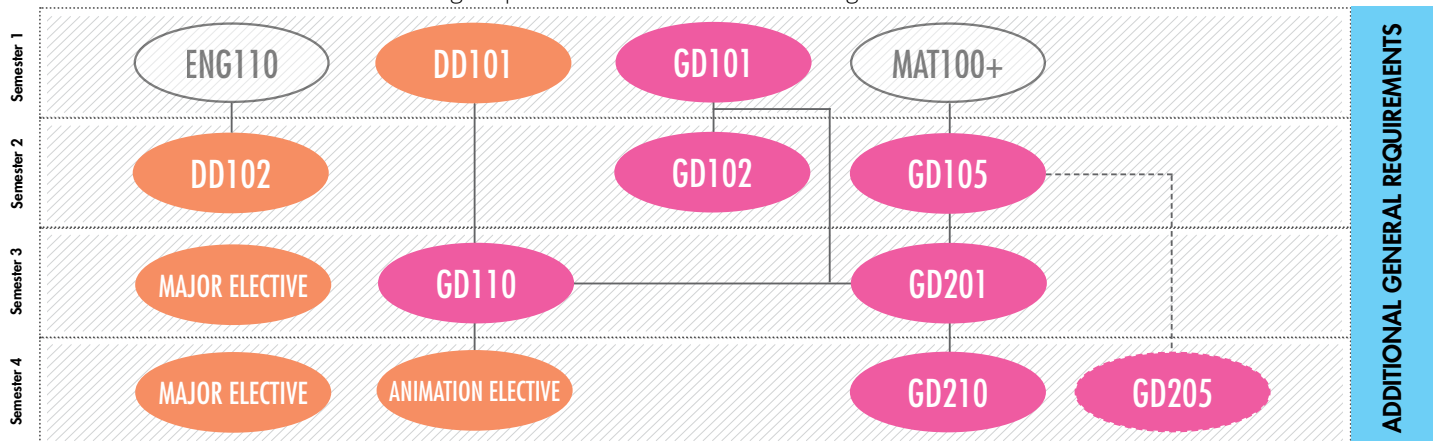 Semester 1
ENG110
DD101
GD101
MAT100+
Semester 2
DD102
GD102
GD105
Semester 3
MAJOR ELECTIVE
GD110
GD201
Semester 4
MAJOR ELECTIVE
ANIMATION ELECTIVE
GD210
GD205
ADDITIONAL GENERAL REQUIREMENTS